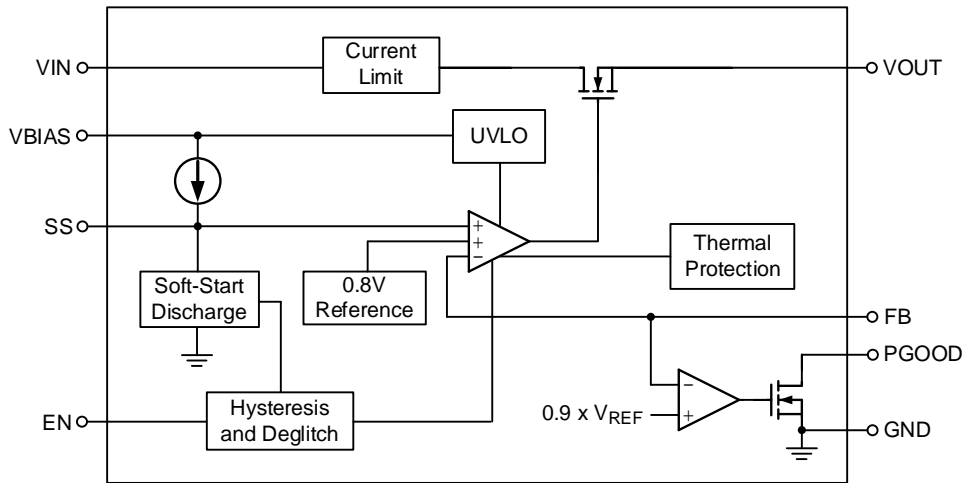 VIN
Current
Limit
VOUT
VBIAS
UVLO
SS
+
+
−
Thermal
Protection
Soft-Start
Discharge
0.8V
Reference
FB
PGOOD
−
0.9 x VREF
+
EN
Hysteresis
and Deglitch
GND